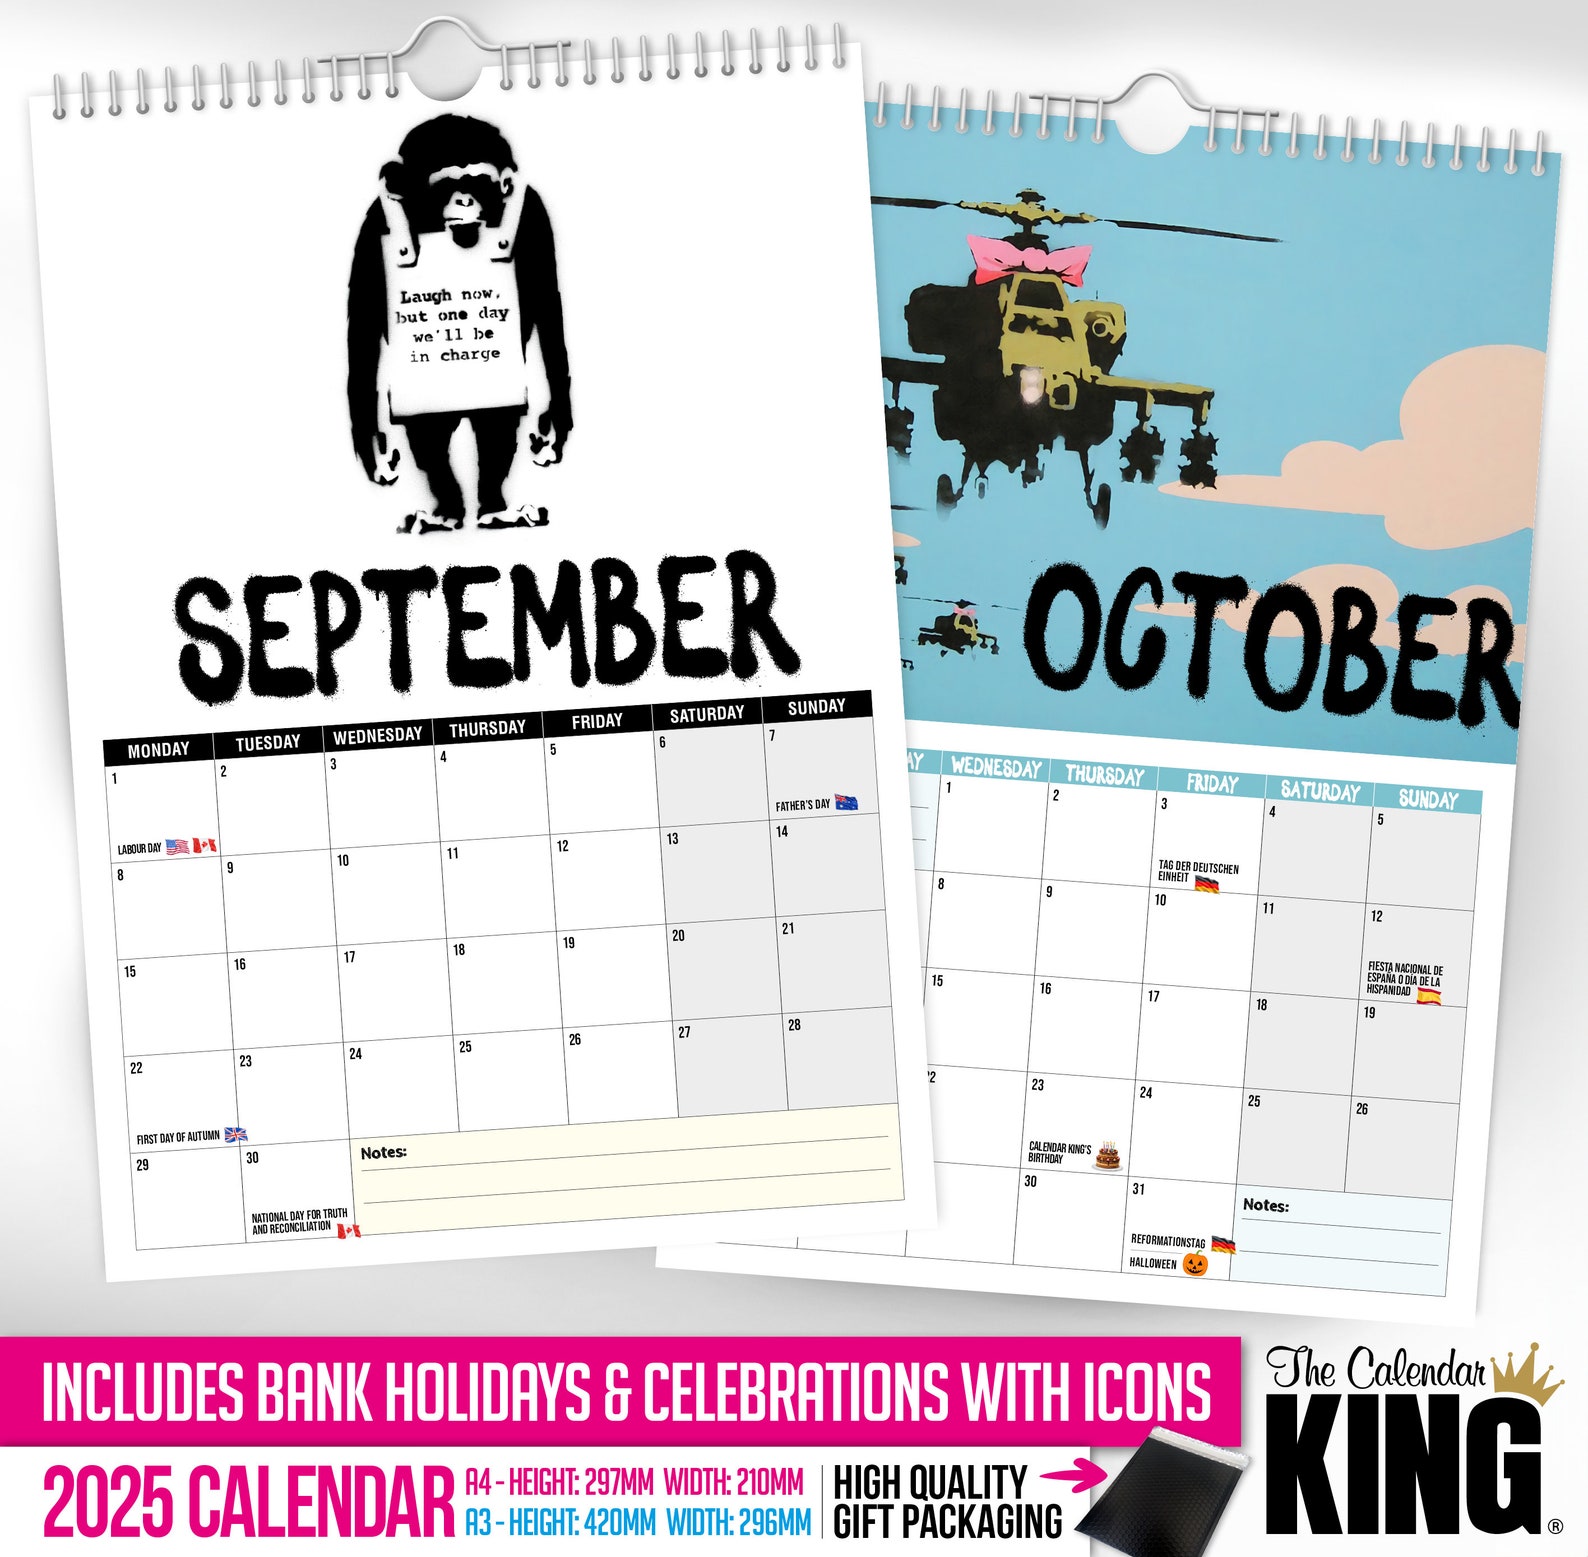 Laugh now,
but one day
we'll be
in charge
SEPTEMBER
MONDAY TUESDAY WEDNESDAY THURSDAY FRIDAY SATURDAY SUNDAY
1 2 3 4 5 6 7
LABOUR DAY
FATHER'S DAY
8 9 10 11 12 13 14
15 16 17 18 19 20 21
22 23 24 25 26 27 28
FIRST DAY OF AUTUMN
29 30
NATIONAL DAY FOR TRUTH
AND RECONCILIATION
Notes:
OCTOBER
AY WEDNESDAY THURSDAY FRIDAY SATURDAY SUNDAY
1 2 3 4 5
TAG DER DEUTSCHEN
EINHEIT
8 9 10 11 12
FIESTA NACIONAL DE
ESPAÑA O DÍA DE LA
HISPANIDAD
15 16 17 18 19
22 23 24 25 26
CALENDAR KING'S
BIRTHDAY
30 31
REFORMATIONSTAG
HALLOWEEN
Notes:
INCLUDES BANK HOLIDAYS & CELEBRATIONS WITH ICONS
2025 CALENDAR
A4 - HEIGHT: 297MM WIDTH: 210MM
A3 - HEIGHT: 420MM WIDTH: 296MM
HIGH QUALITY
GIFT PACKAGING
The Calendar
KING®